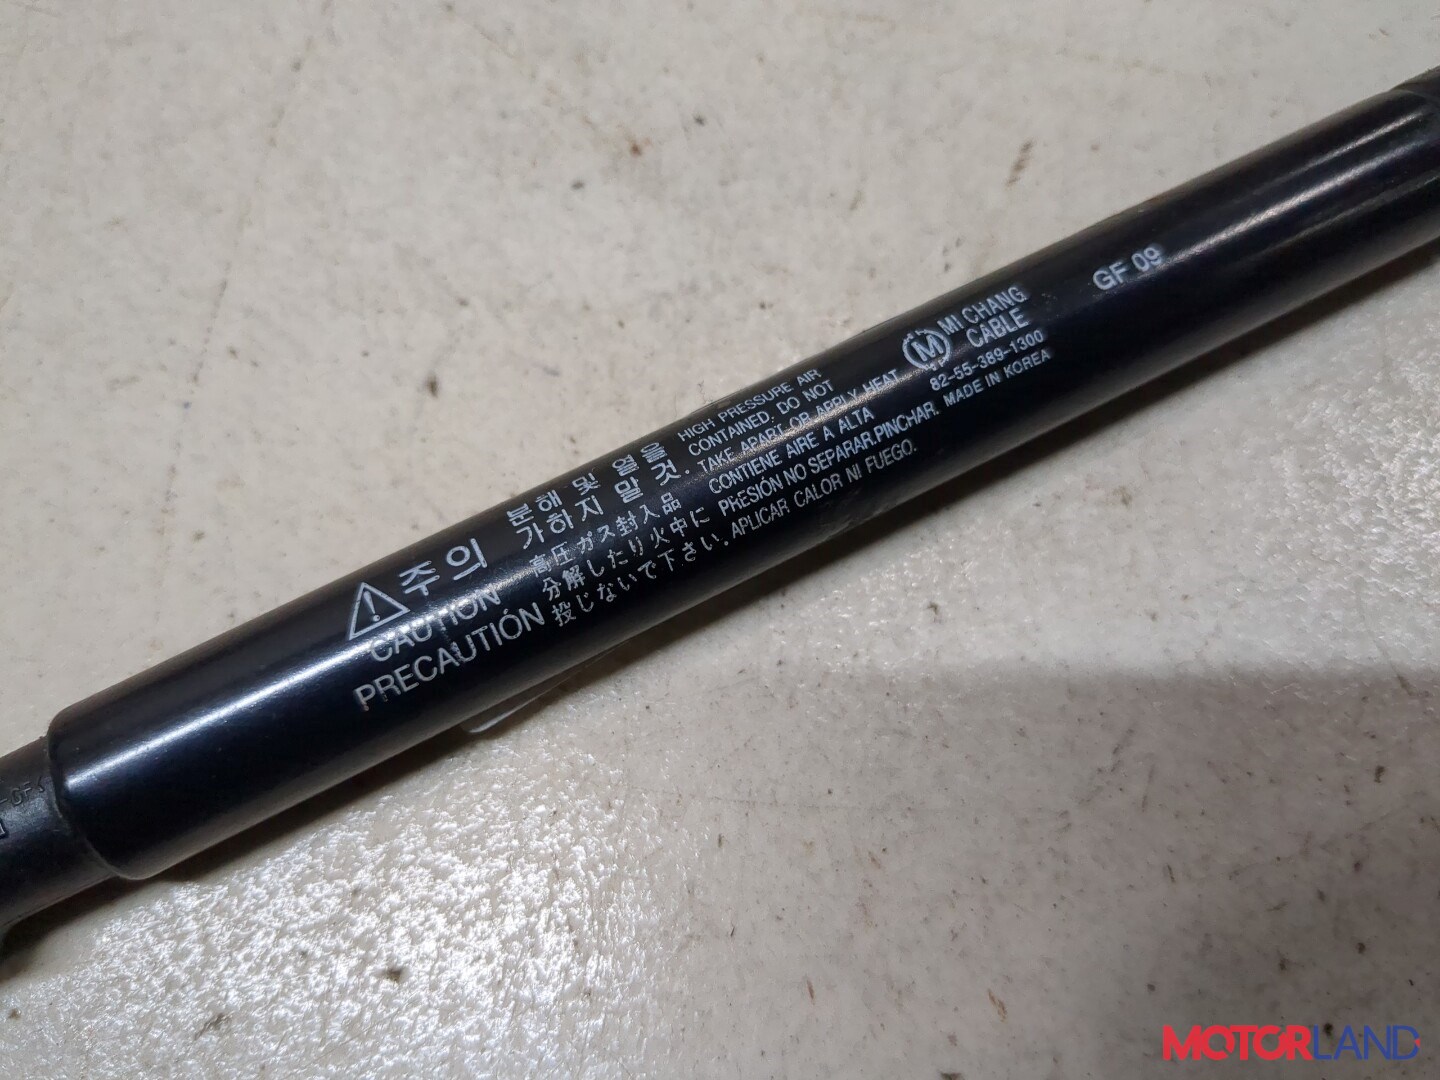 ⚠주의
CAUTION
PRECAUTIÓN
분해 및 열 을
가하지 말 것.
高圧ガス封入品
分解したり火中に
投じないで下さい.
HIGH PRESSURE AIR
CONTAINED. DO NOT
TAKE APART OR APPLY HEAT
CONTIENE AIRE A ALTA
PRESIÓN NO SEPARAR.PINCHAR.
APLICAR CALOR NI FUEGO.
M MI CHANG
CABLE
82-55-389-1300
MADE IN KOREA
GF 09
MOTORLAND